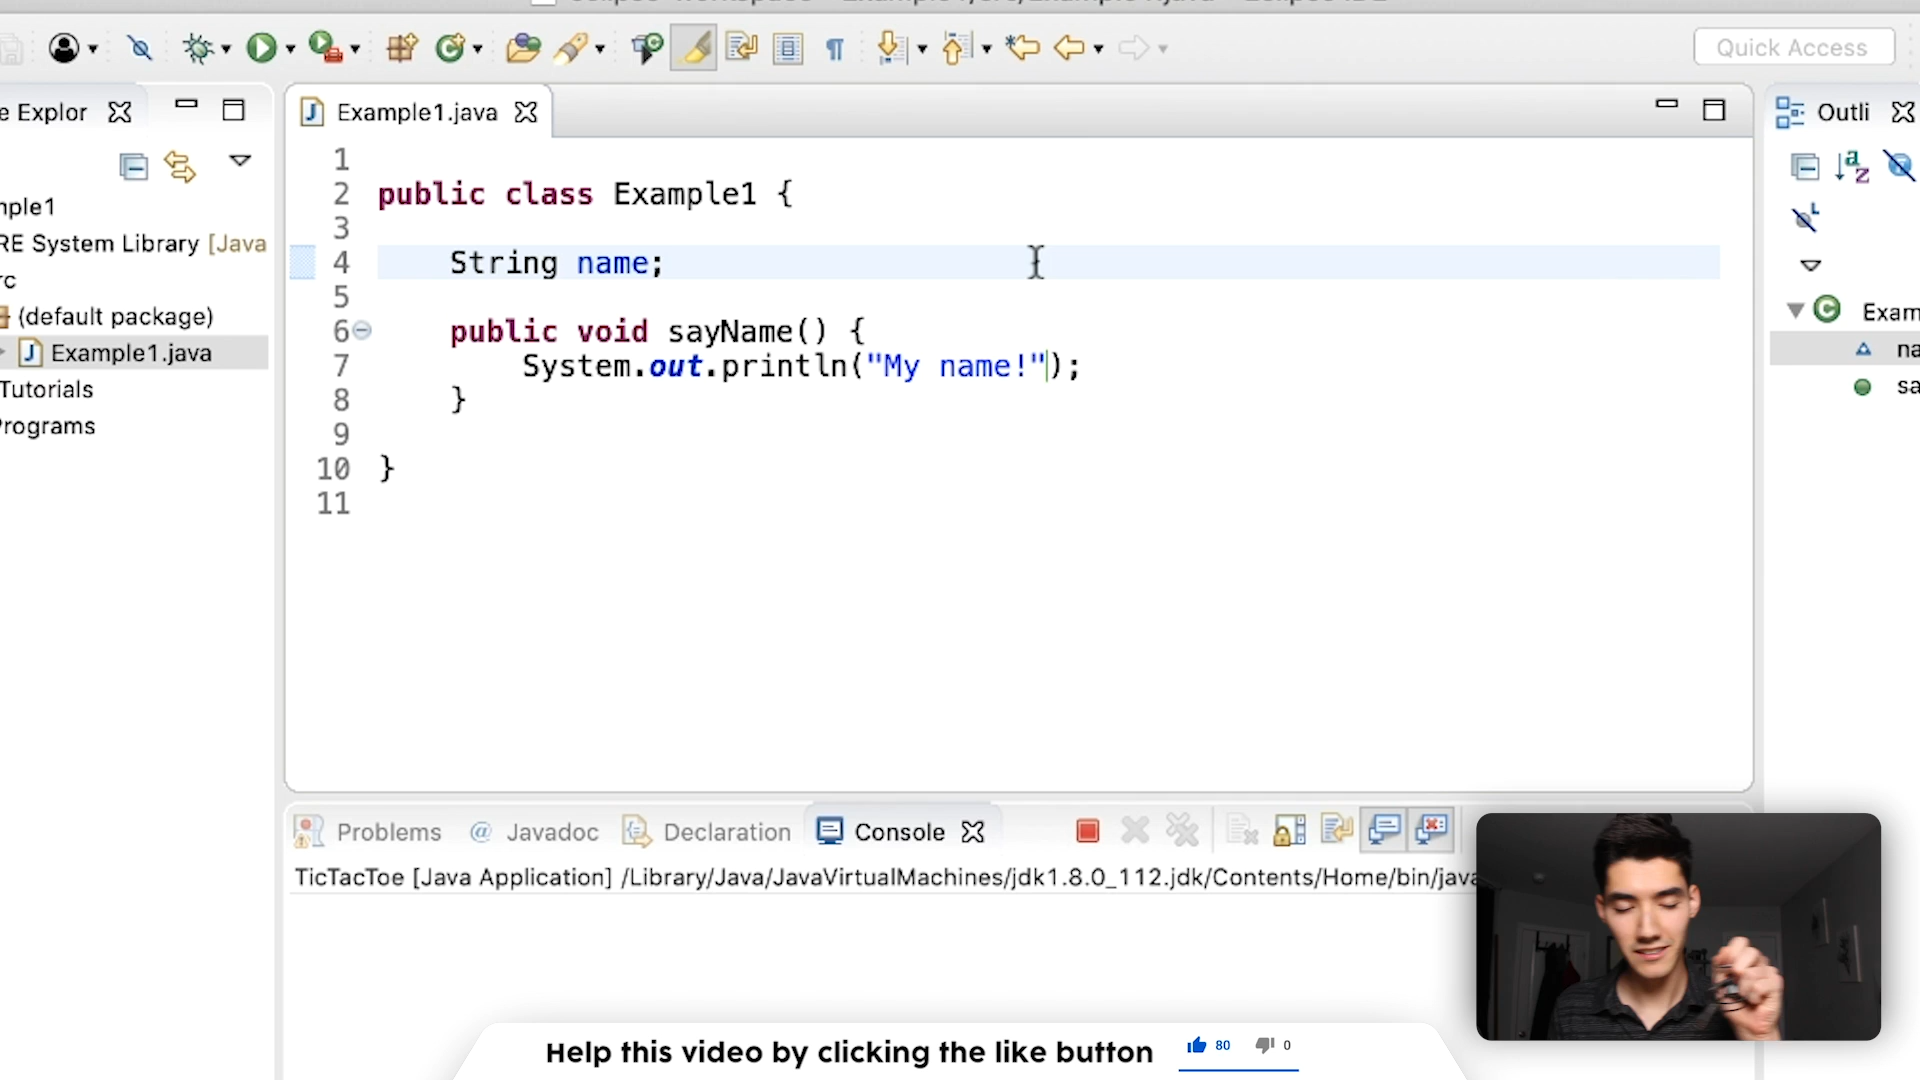 Quick Access
e Explor
Example1.java
Outli
1
2 public class Example1 {
3
4 String name;
5
6 public void sayName() {
7 System.out.println("My name!");
8 }
9
10 }
11
mple1
RE System Library [Java
rc
(default package)
Example1.java
Tutorials
Programs
Exam
na
sa
Problems @ Javadoc Declaration Console
TicTacToe [Java Application] /Library/Java/JavaVirtualMachines/jdk1.8.0_112.jdk/Contents/Home/bin/java
Help this video by clicking the like button 80 0